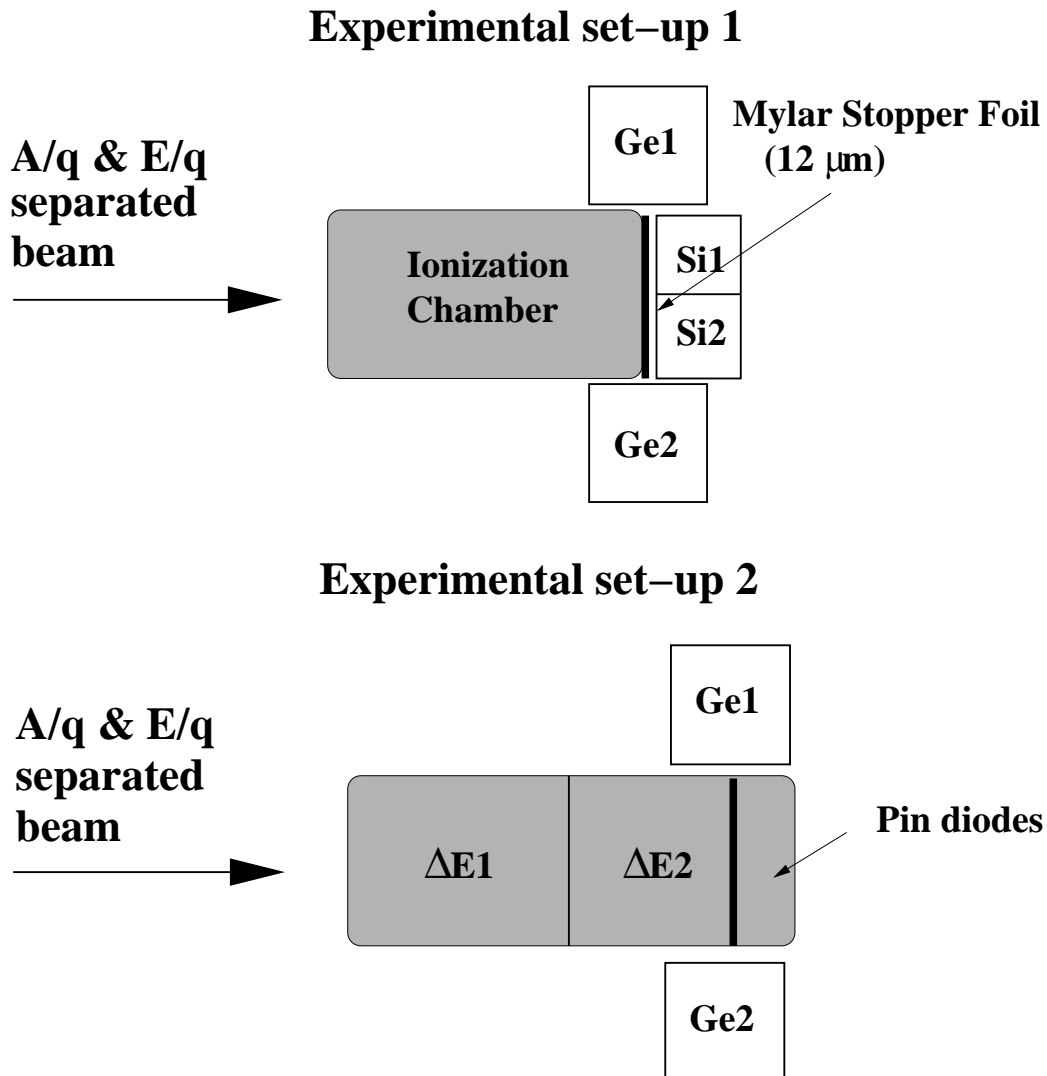 Experimental set−up 1
A/q & E/q
separated
beam
Ionization
Chamber
Ge1
Mylar Stopper Foil
(12 μm)
Si1
Si2
Ge2
Experimental set−up 2
A/q & E/q
separated
beam
ΔE1
ΔE2
Ge1
Pin diodes
Ge2